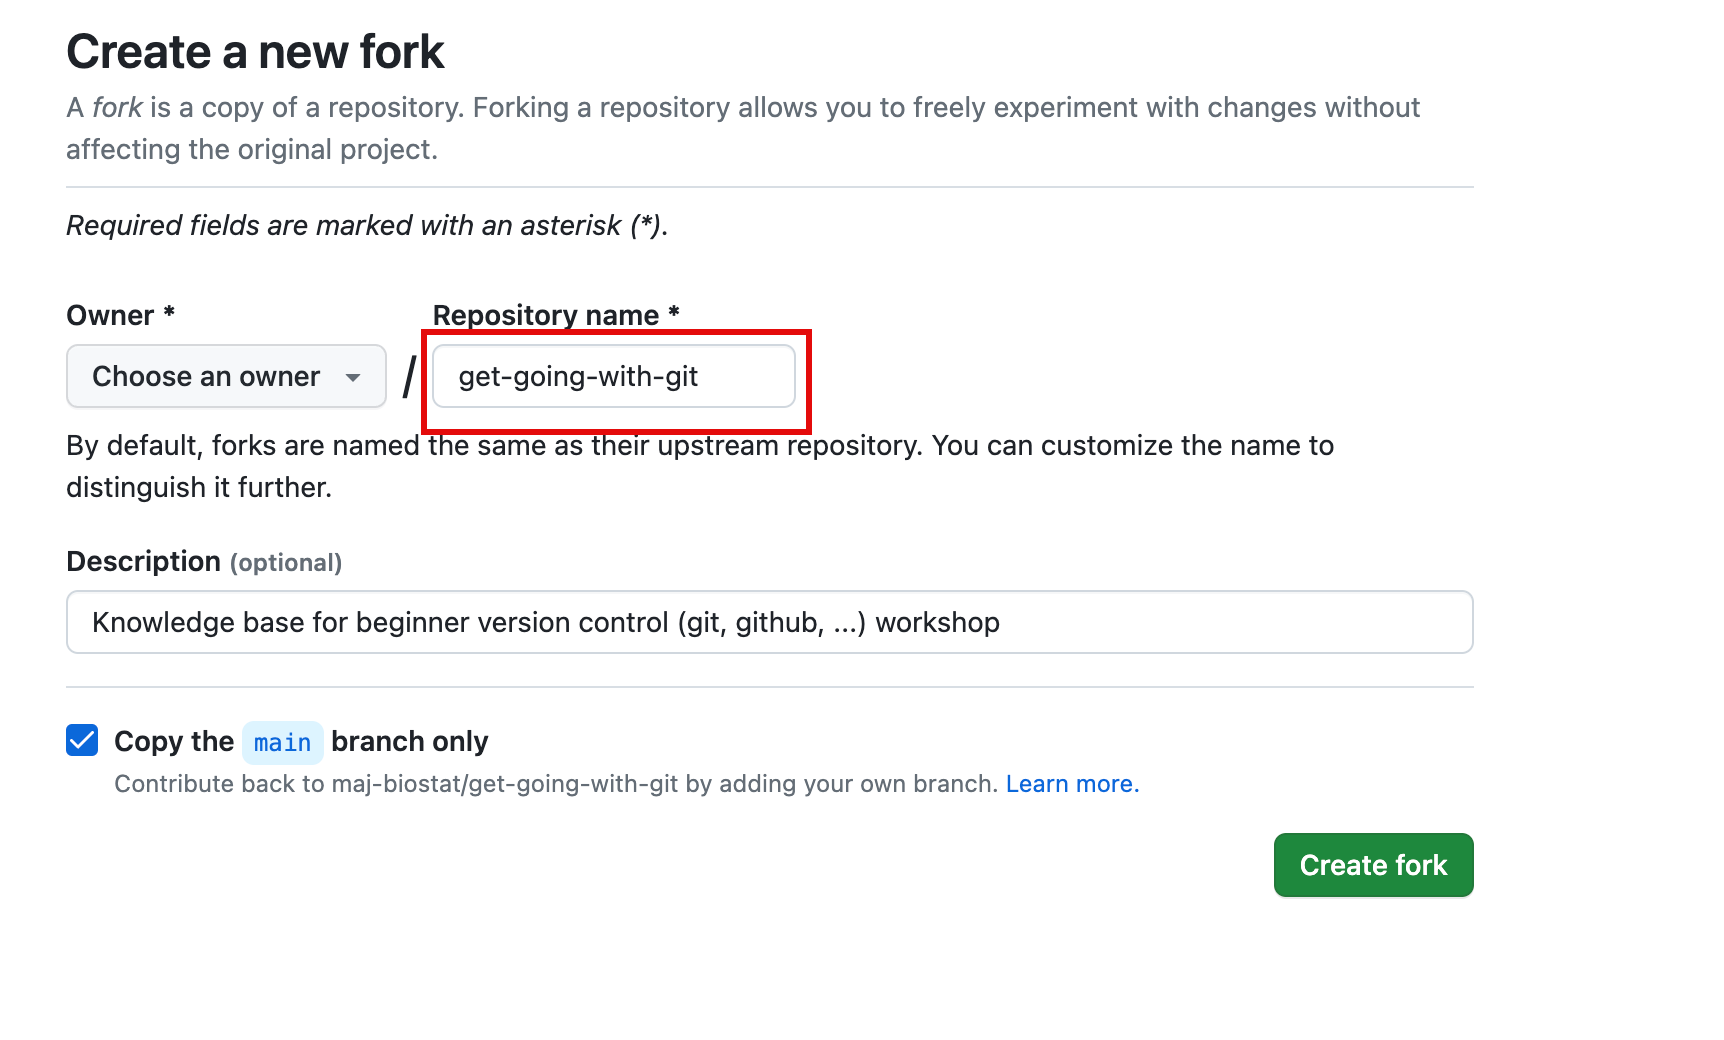 Create a new fork
A fork is a copy of a repository. Forking a repository allows you to freely experiment with changes without
affecting the original project.
Required fields are marked with an asterisk (*).
Owner *
Repository name *
Choose an owner / get-going-with-git
By default, forks are named the same as their upstream repository. You can customize the name to
distinguish it further.
Description (optional)
Knowledge base for beginner version control (git, github, ...) workshop
Copy the main branch only
Contribute back to maj-biostat/get-going-with-git by adding your own branch. Learn more.
Create fork